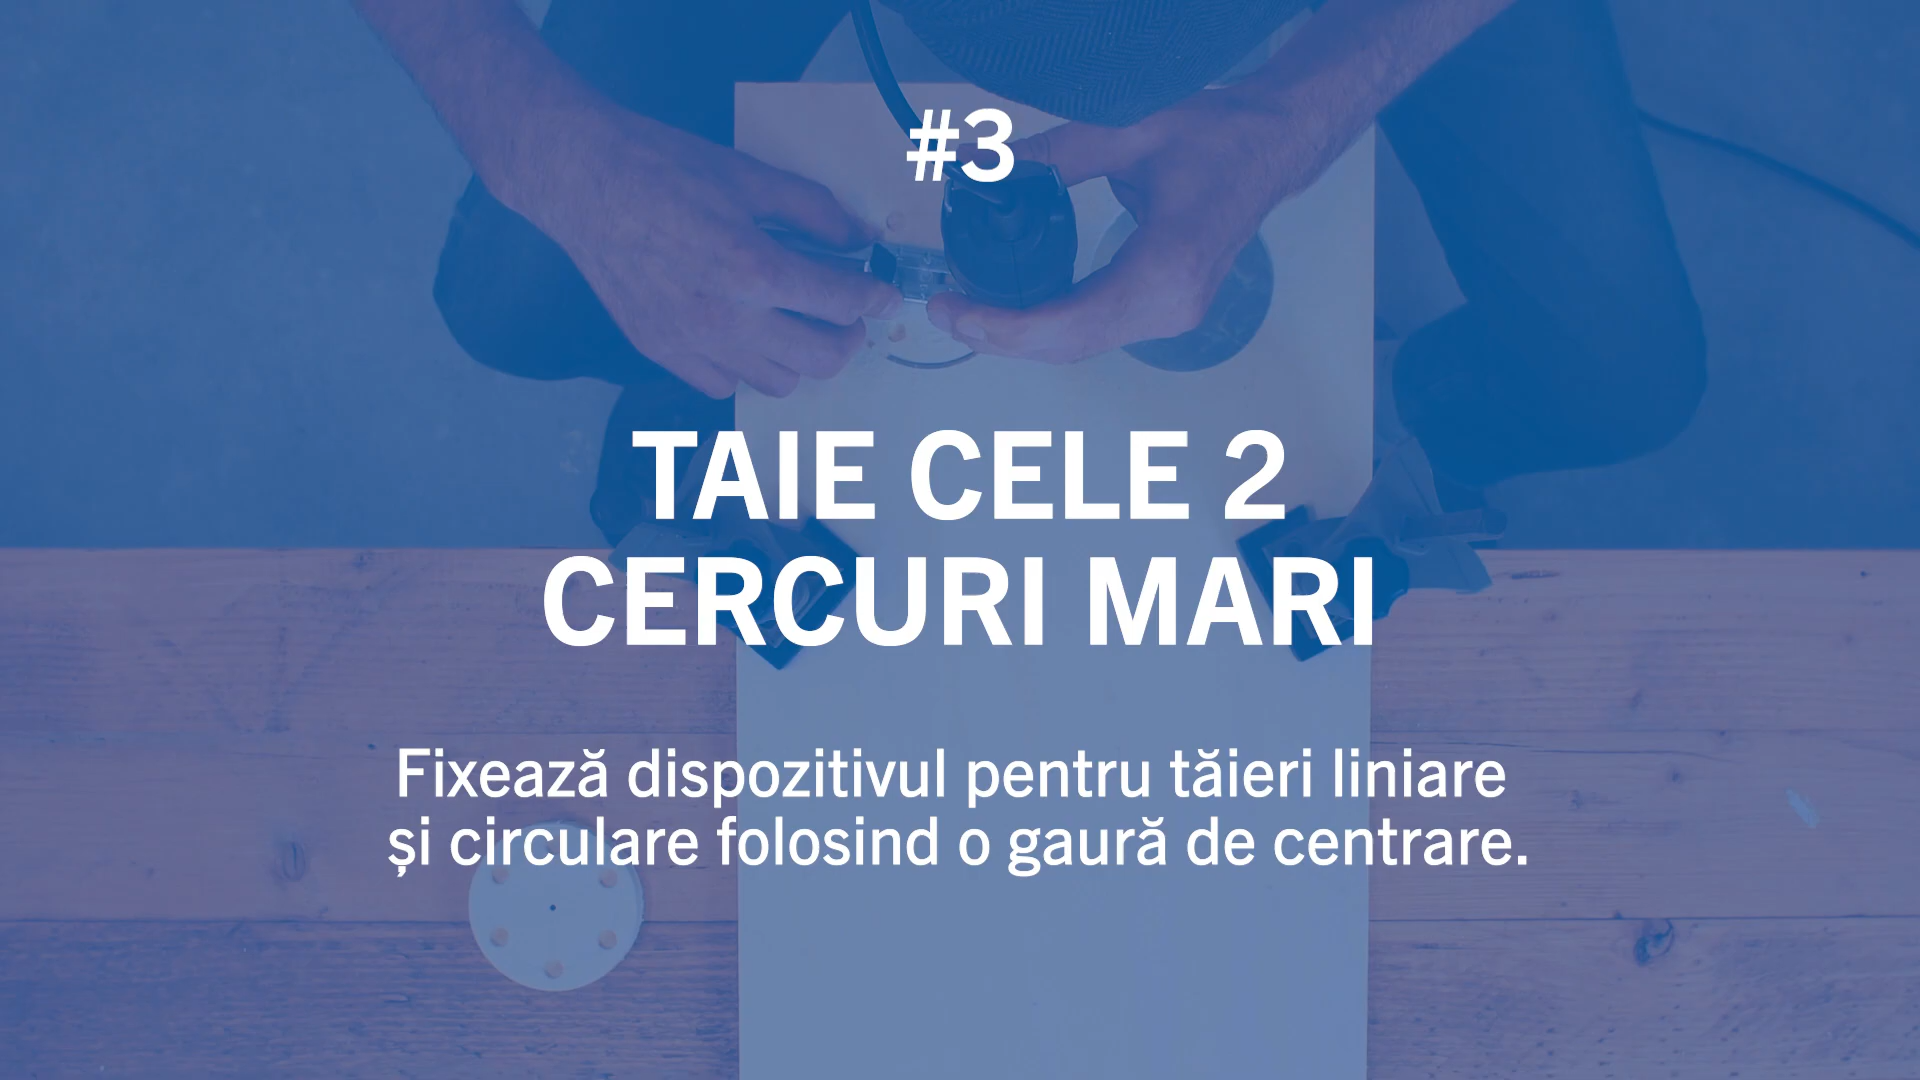 #3
TAIE CELE 2
CERCURI MARI
Fixează dispozitivul pentru tăieri liniare
și circulare folosind o gaură de centrare.